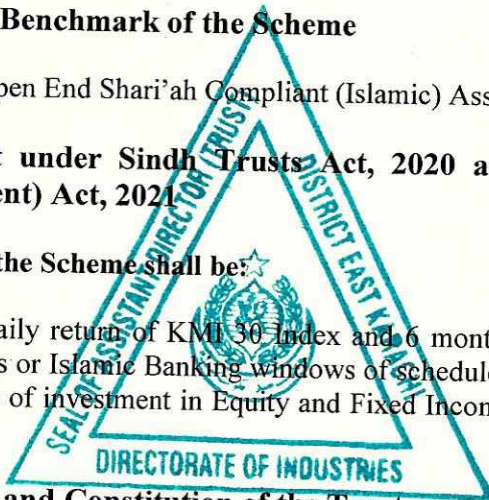 Benchmark of the Scheme
pen End Shari'ah Compliant (Islamic) Ass
t under Sindh Trusts Act, 2020 a
ent) Act, 2021
the Scheme shall be:
aily return of KMI 30 Index and 6 mont
s or Islamic Banking windows of schedule
of investment in Equity and Fixed Incon
and Constitution of the T
SEAL OF ASSISTANT DIRECTOR (TRUST
DISTRICT EAST KARACHI
DIRECTORATE OF INDUSTRIES